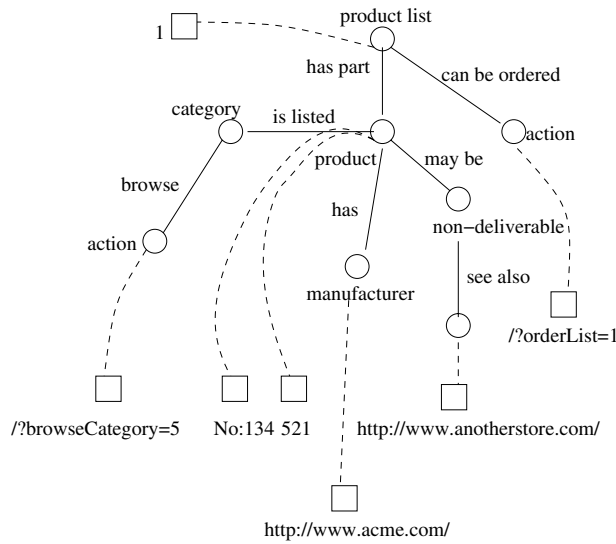 product list
1
has part
can be ordered
category
is listed
product
action
may be
browse
has
non-deliverable
action
manufacturer
see also
/?orderList=1
/?browseCategory=5
No:134 521
http://www.anotherstore.com/
http://www.acme.com/